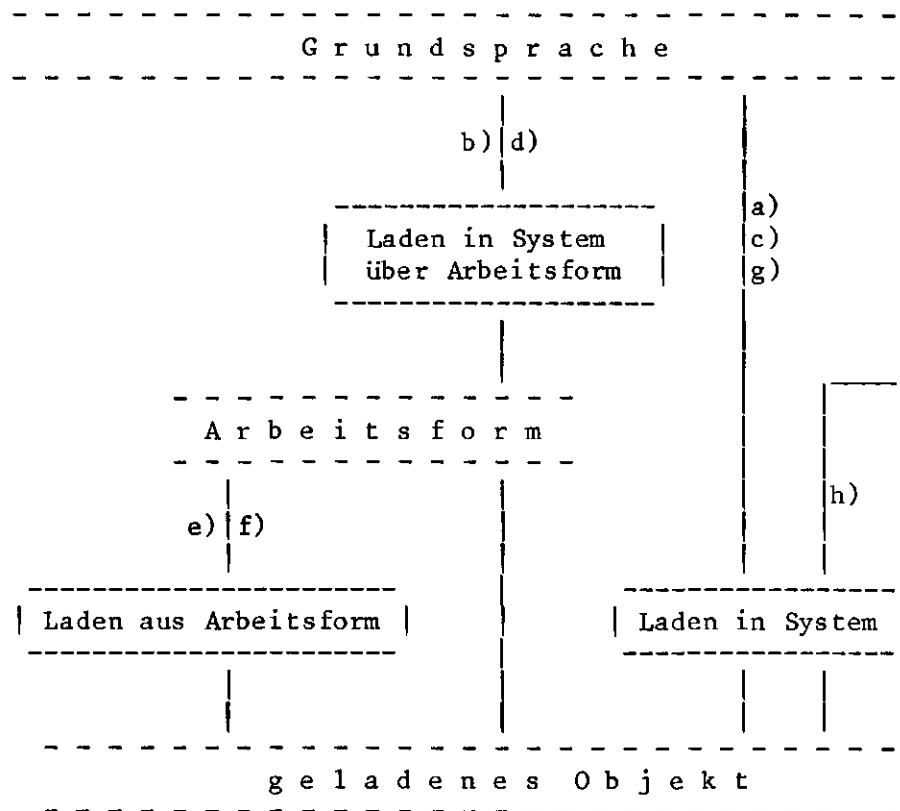 Grundsprache
b) d)
a)
Laden in System c)
über Arbeitsform g)
Arbeitsform
h)
e) f)
Laden aus Arbeitsform Laden in System
geladenes Objekt